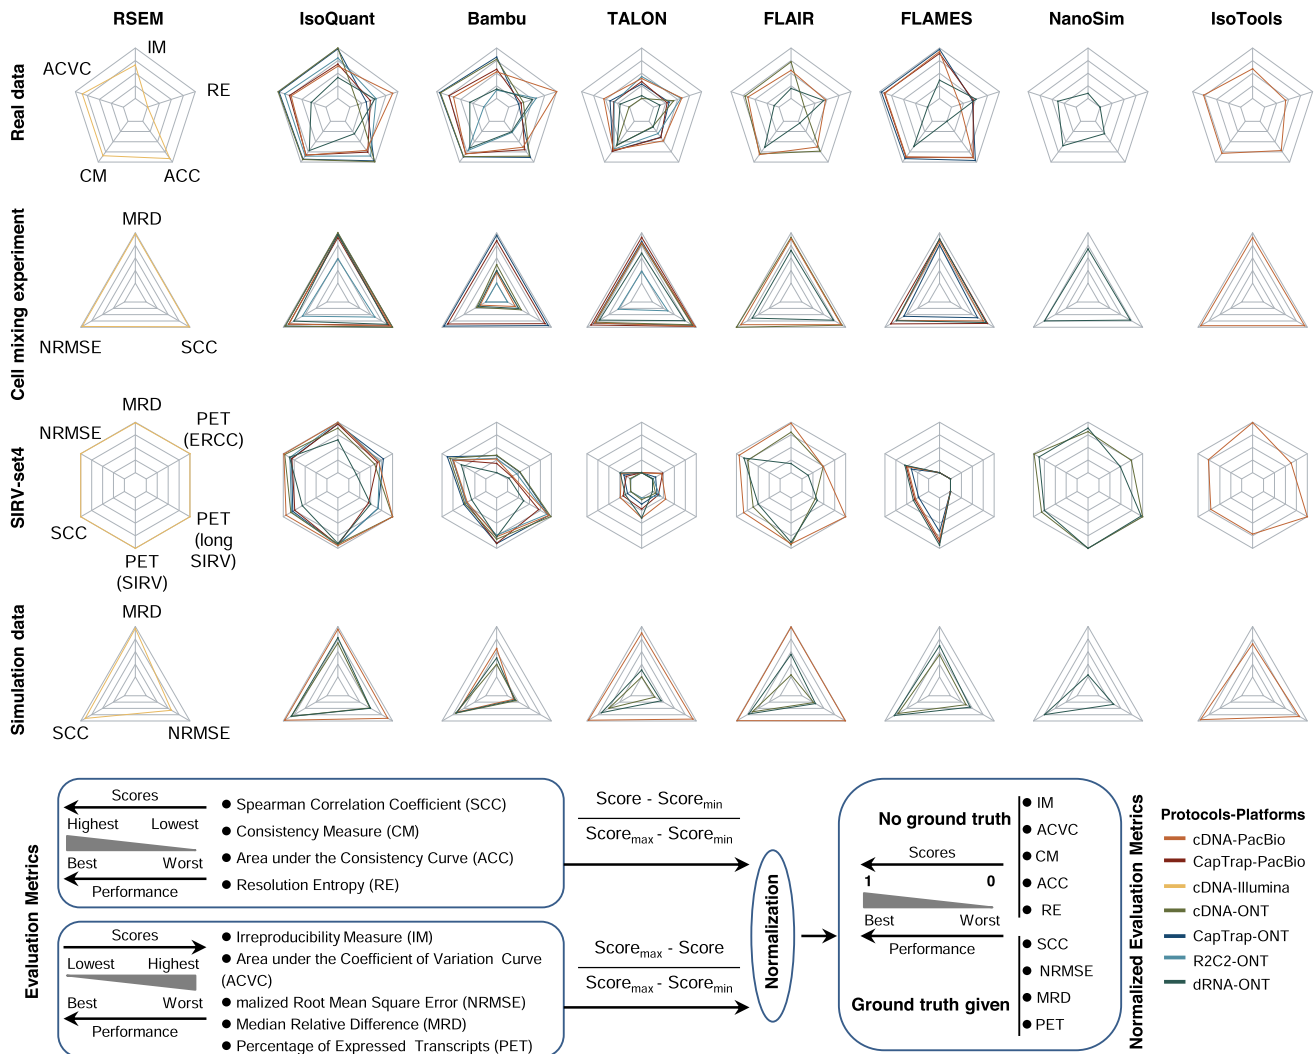 RSEM IsoQuant Bambu TALON FLAIR FLAMES NanoSim IsoTools
Real data
IM
ACVC
RE
CM
ACC
Cell mixing experiment
MRD
NRMSE
SCC
SIRV-set4
MRD
NRMSE
PET
(ERCC)
SCC
PET
(long
SIRV)
PET
(SIRV)
Simulation data
MRD
SCC
NRMSE
Evaluation Metrics
Scores
Highest Lowest
Best Worst
Performance
● Spearman Correlation Coefficient (SCC)
● Consistency Measure (CM)
● Area under the Consistency Curve (ACC)
● Resolution Entropy (RE)
Scores
Lowest Highest
Best Worst
Performance
● Irreproducibility Measure (IM)
● Area under the Coefficient of Variation Curve
(ACVC)
● malized Root Mean Square Error (NRMSE)
● Median Relative Difference (MRD)
● Percentage of Expressed Transcripts (PET)
Score - Scoremin
Scoremax - Scoremin
Scoremax - Score
Scoremax - Scoremin
Normalization
No ground truth
Scores
1 0
Best Worst
Performance
Ground truth given
● IM
● ACVC
● CM
● ACC
● RE
● SCC
● NRMSE
● MRD
● PET
Normalized Evaluation Metrics
Protocols-Platforms
cDNA-PacBio
CapTrap-PacBio
cDNA-Illumina
cDNA-ONT
CapTrap-ONT
R2C2-ONT
dRNA-ONT